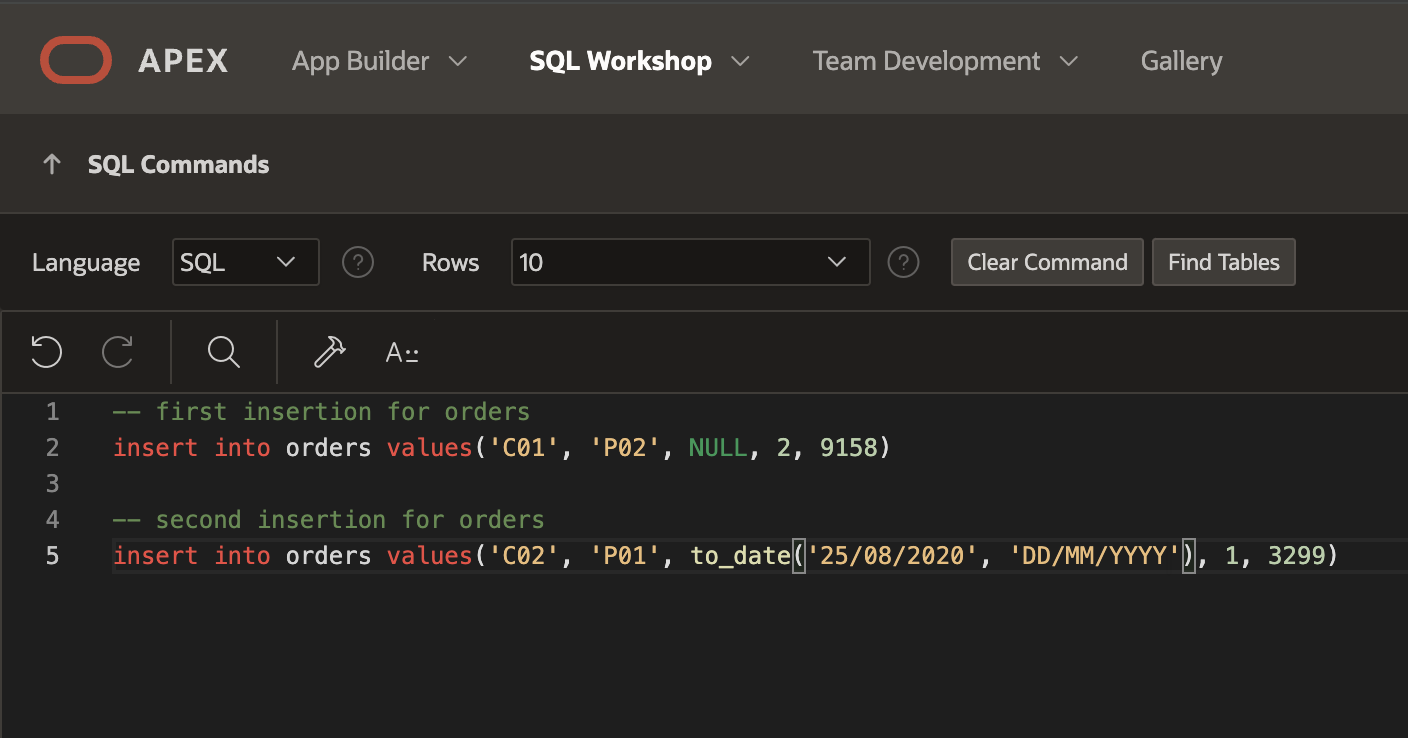 APEX App Builder SQL Workshop Team Development Gallery
↑ SQL Commands
Language SQL ? Rows 10 ? Clear Command Find Tables
A::
1 -- first insertion for orders
2 insert into orders values('C01', 'P02', NULL, 2, 9158)
3
4 -- second insertion for orders
5 insert into orders values('C02', 'P01', to_date('25/08/2020', 'DD/MM/YYYY'), 1, 3299)